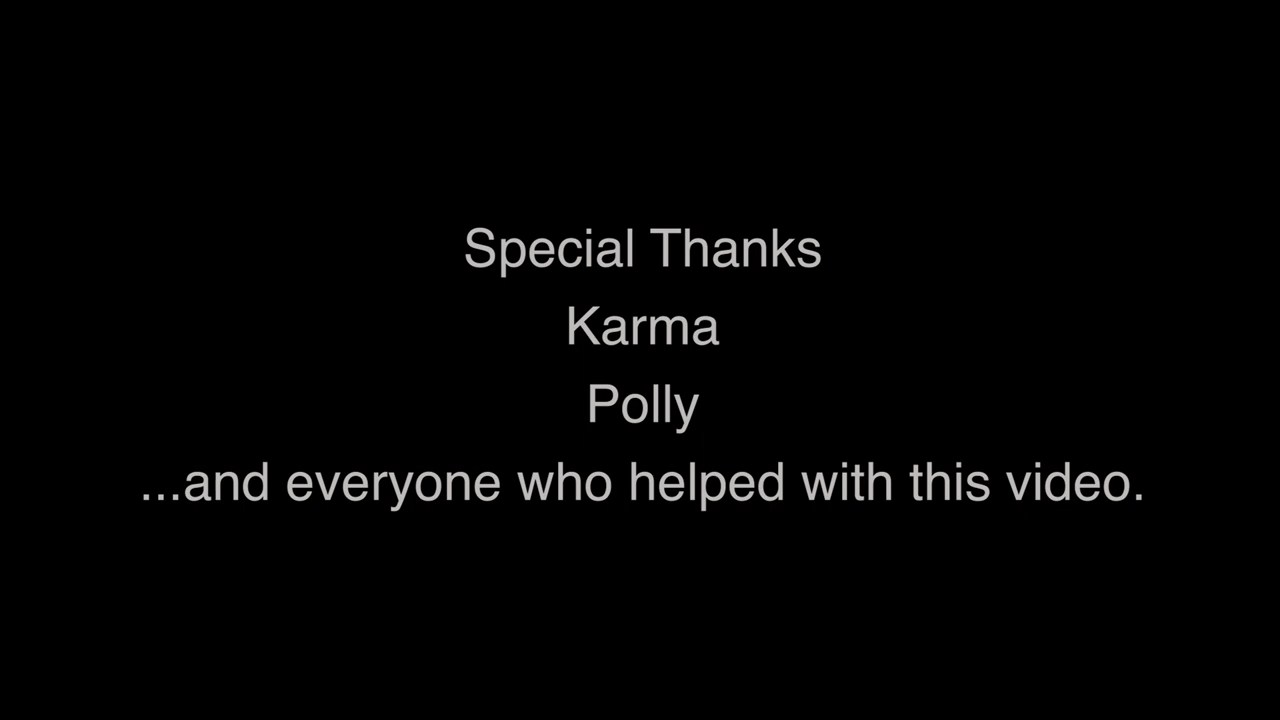 Special Thanks
Karma
Polly
...and everyone who helped with this video.